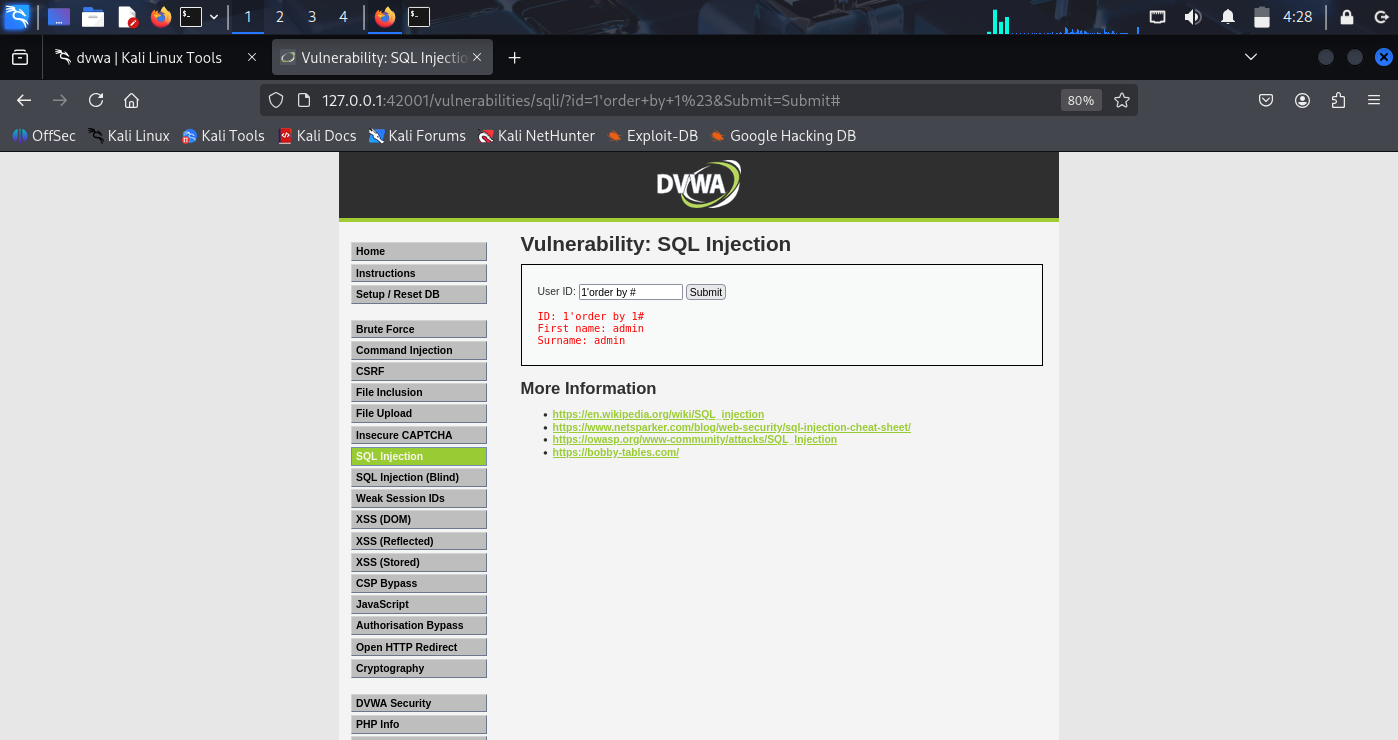 1 2 3 4 4:28
dvwa | Kali Linux Tools
Vulnerability: SQL Injectio
127.0.0.1:42001/vulnerabilities/sqli/?id=1'order+by+1%23&Submit=Submit#
80%
OffSec Kali Linux Kali Tools Kali Docs Kali Forums Kali NetHunter Exploit-DB Google Hacking DB
DVWA
Home
Instructions
Setup / Reset DB
Brute Force
Command Injection
CSRF
File Inclusion
File Upload
Insecure CAPTCHA
SQL Injection
SQL Injection (Blind)
Weak Session IDs
XSS (DOM)
XSS (Reflected)
XSS (Stored)
CSP Bypass
JavaScript
Authorisation Bypass
Open HTTP Redirect
Cryptography
DVWA Security
PHP Info
Vulnerability: SQL Injection
User ID: 1'order by # Submit
ID: 1'order by 1#
First name: admin
Surname: admin
More Information
https://en.wikipedia.org/wiki/SQL_injection
https://www.netsparker.com/blog/web-security/sql-injection-cheat-sheet/
https://owasp.org/www-community/attacks/SQL_Injection
https://bobby-tables.com/